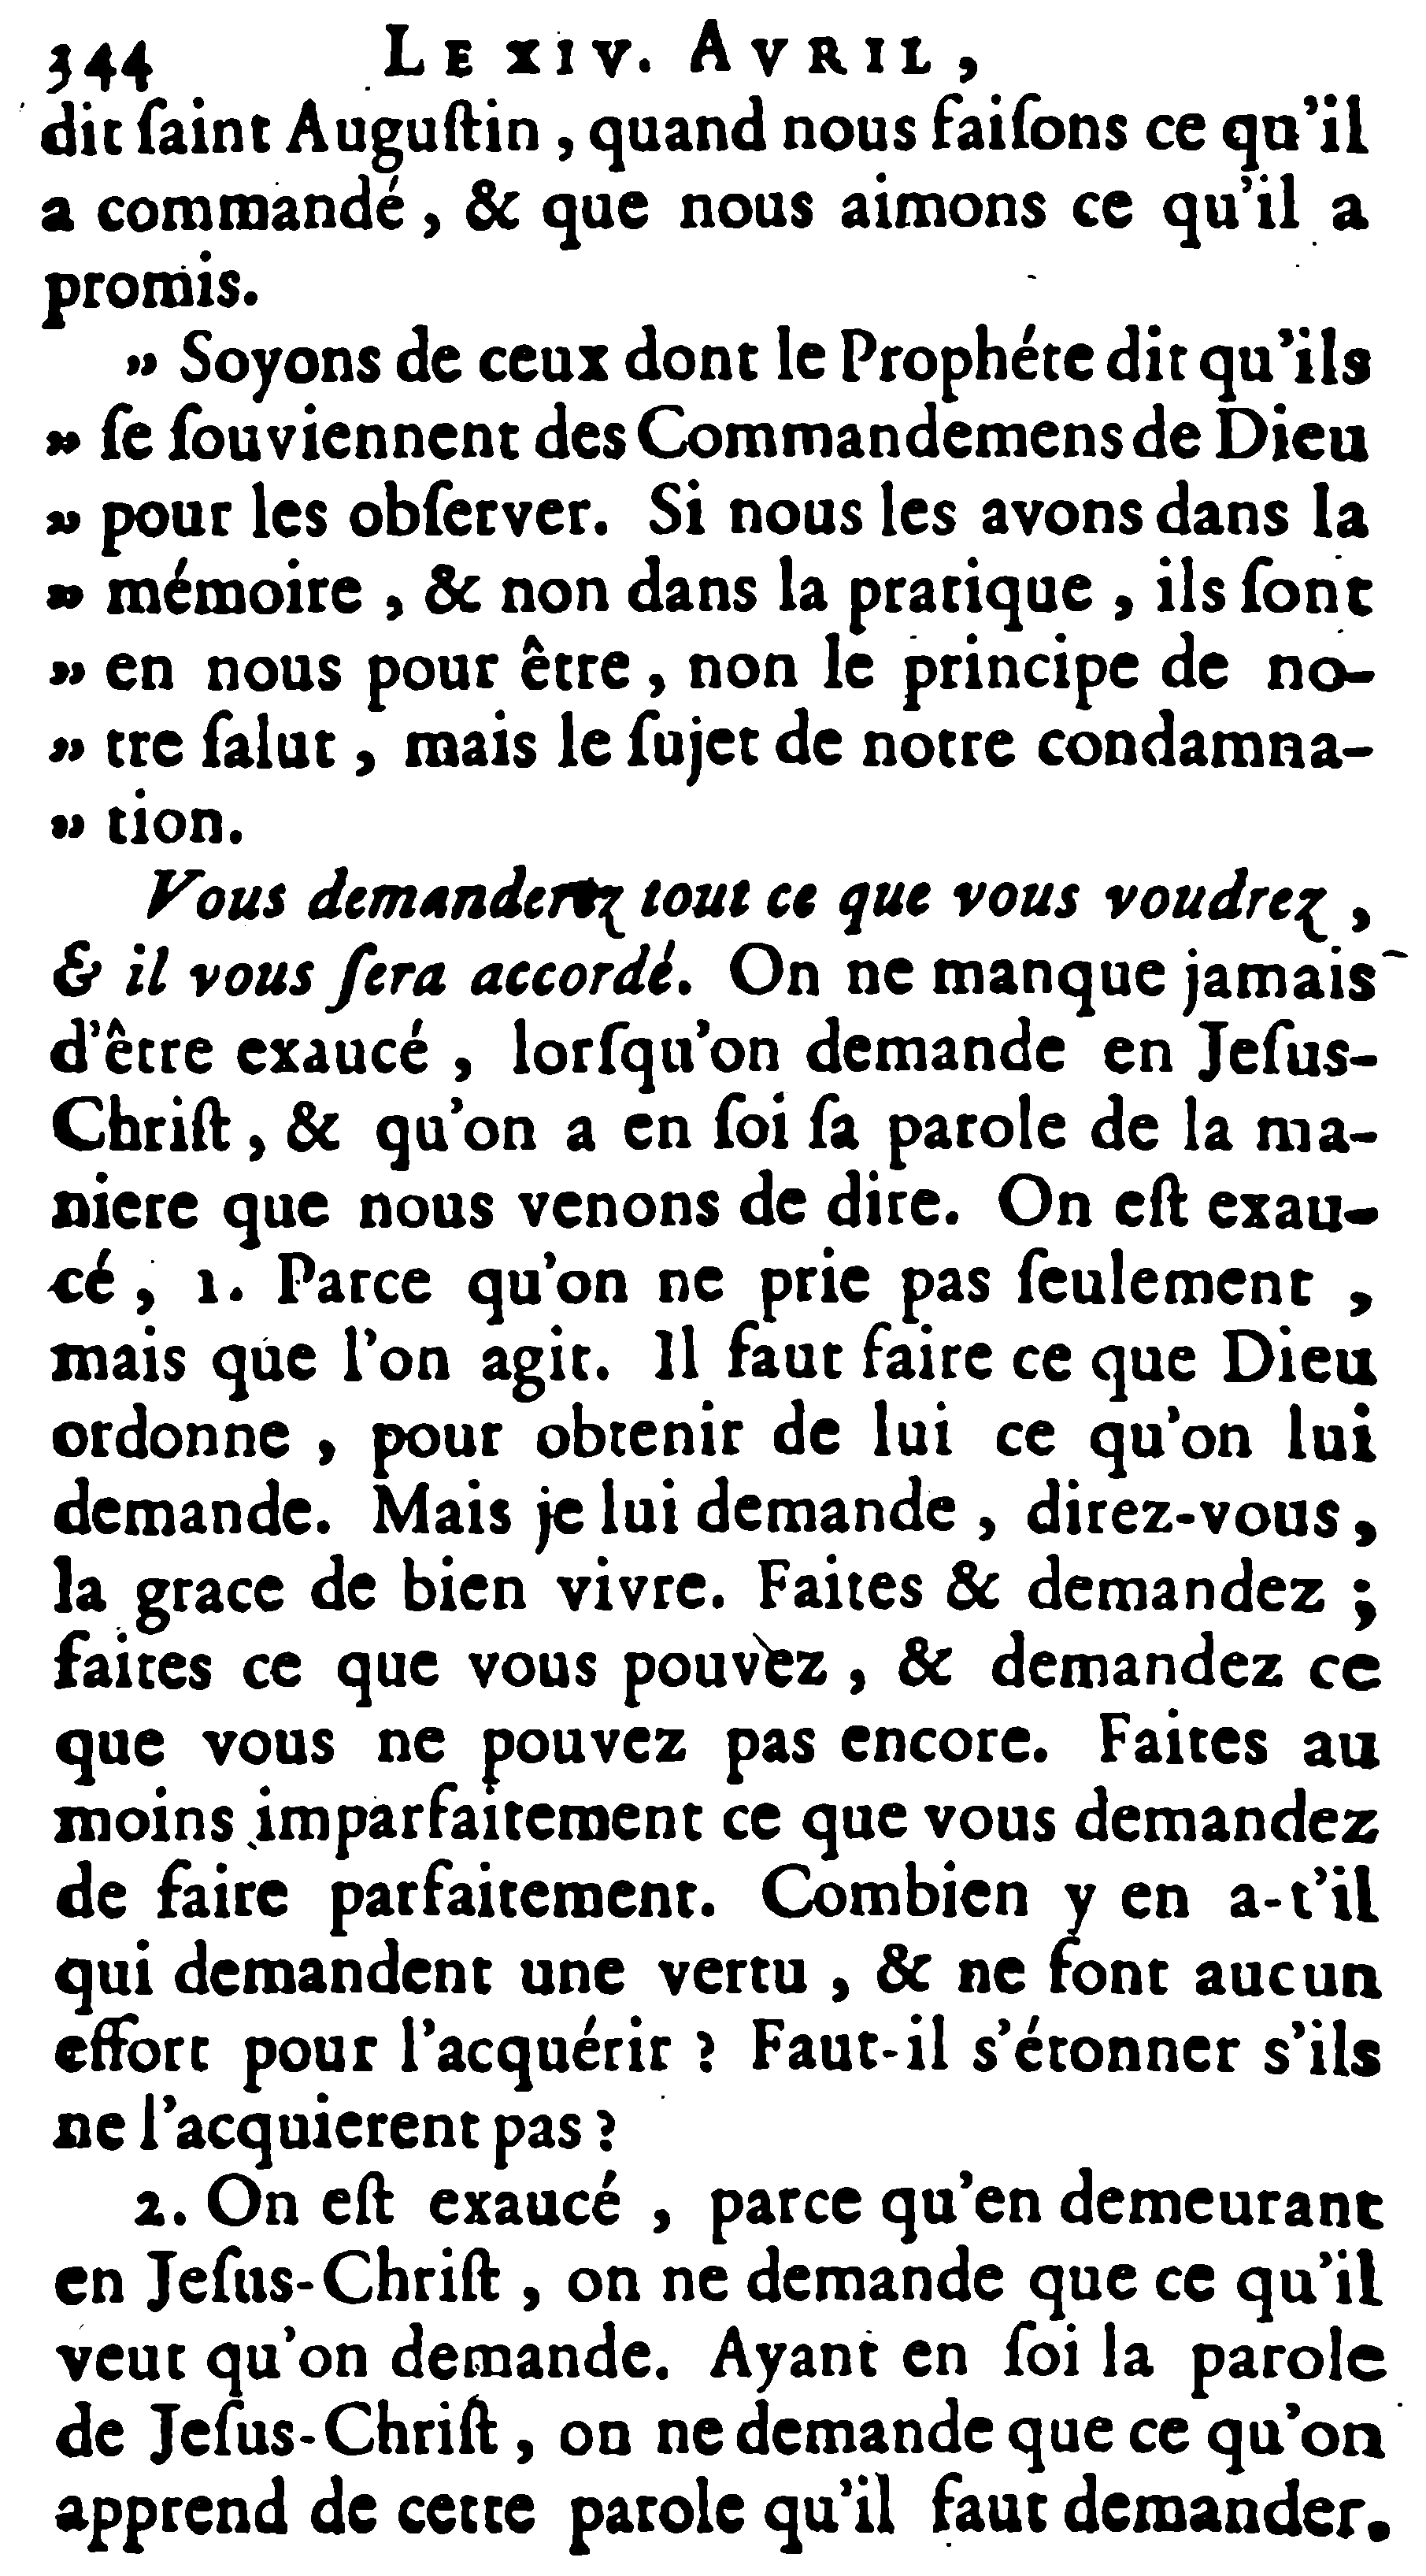 344 LE XIV. AVRIL,
dit ſaint Auguſtin, quand nous faiſons ce qu'il
a commandé, & que nous aimons ce qu'il a
promis.
„ Soyons de ceux dont le Prophéte dit qu'ils
„ ſe ſouviennent des Commandemens de Dieu
„ pour les obſerver. Si nous les avons dans la
„ mémoire, & non dans la pratique, ils ſont
„ en nous pour être, non le principe de no-
„ tre ſalut, mais le ſujet de notre condamna-
„ tion.
Vous demanderez tout ce que vous voudrez,
& il vous ſera accordé. On ne manque jamais
d'être exaucé, lorſqu'on demande en Jeſus-
Chriſt, & qu'on a en ſoi ſa parole de la ma-
niere que nous venons de dire. On eſt exau-
cé, 1. Parce qu'on ne prie pas ſeulement,
mais que l'on agit. Il faut faire ce que Dieu
ordonne, pour obtenir de lui ce qu'on lui
demande. Mais je lui demande, direz-vous,
la grace de bien vivre. Faites & demandez;
faites ce que vous pouvez, & demandez ce
que vous ne pouvez pas encore. Faites au
moins imparfaitement ce que vous demandez
de faire parfaitement. Combien y en a-t'il
qui demandent une vertu, & ne font aucun
effort pour l'acquérir? Faut-il s'étonner s'ils
ne l'acquierent pas?
2. On eſt exaucé, parce qu'en demeurant
en Jeſus-Chriſt, on ne demande que ce qu'il
veut qu'on demande. Ayant en ſoi la parole
de Jeſus-Chriſt, on ne demande que ce qu'on
apprend de cette parole qu'il faut demander.